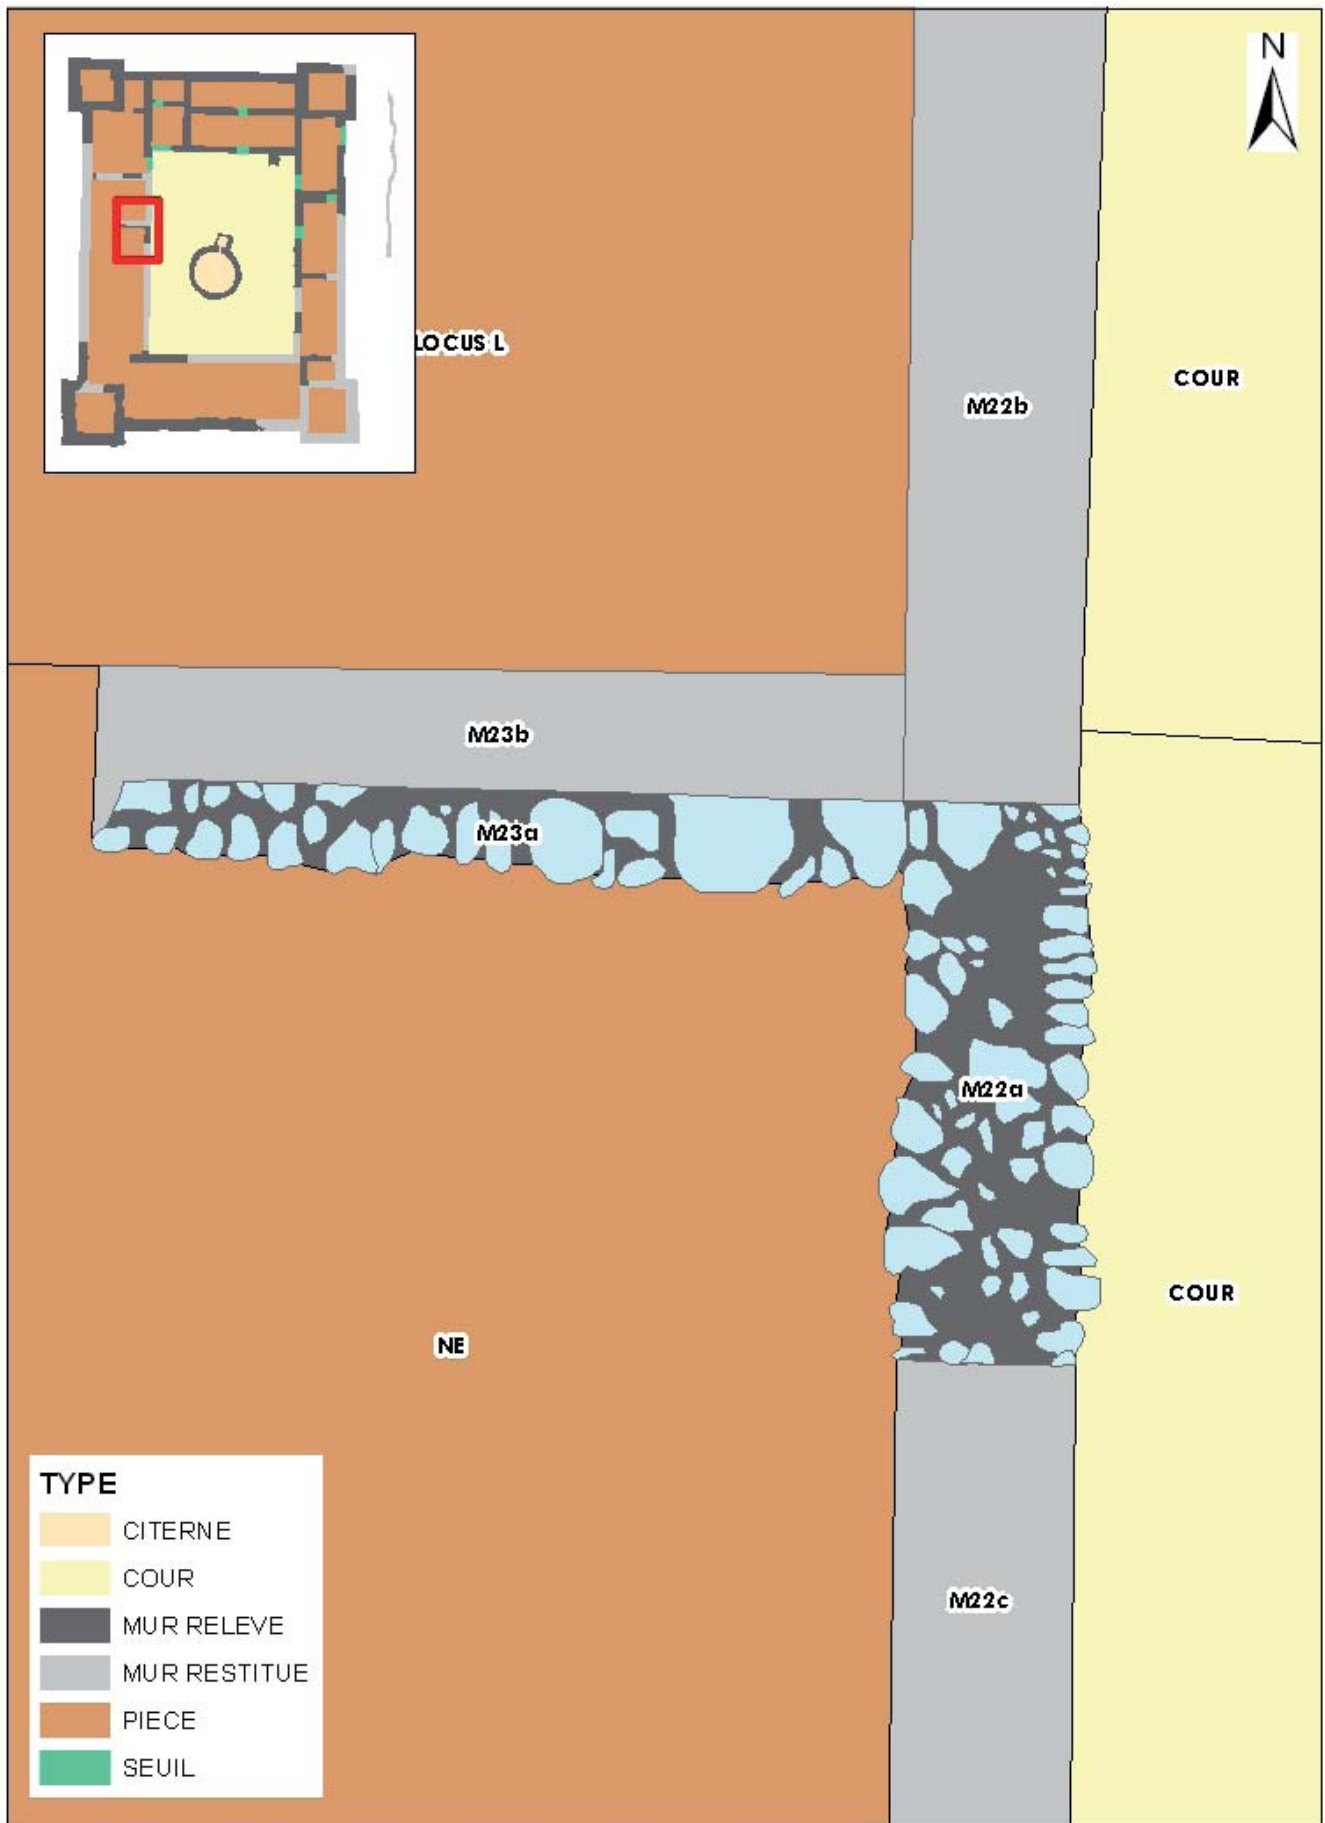 N
LOCUS L
COUR
M22b
M23b
M23a
M22a
COUR
NE
M22c
TYPE
CITERNE
COUR
MUR RELEVE
MUR RESTITUE
PIECE
SEUIL